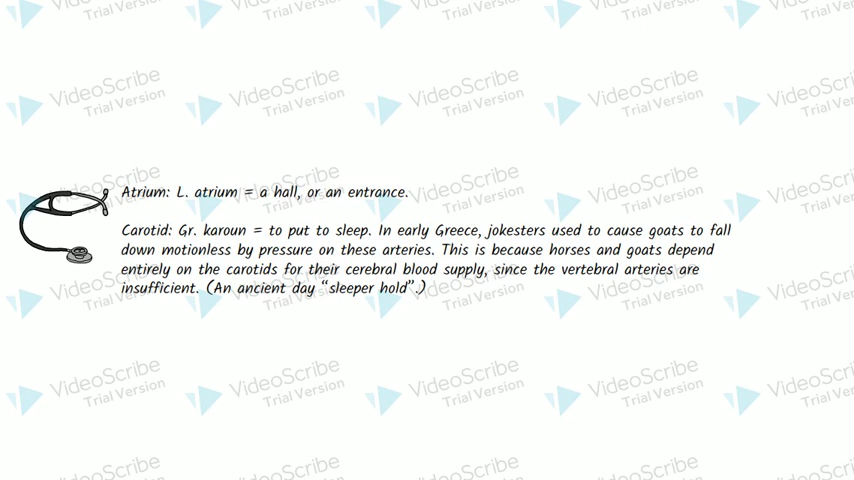 Atrium: L. atrium = a hall, or an entrance.
Carotid: Gr. karoun = to put to sleep. In early Greece, jokesters used to cause goats to fall
down motionless by pressure on these arteries. This is because horses and goats depend
entirely on the carotids for their cerebral blood supply, since the vertebral arteries are
insufficient. (An ancient day “sleeper hold”.)
VideoScribe
Trial Version